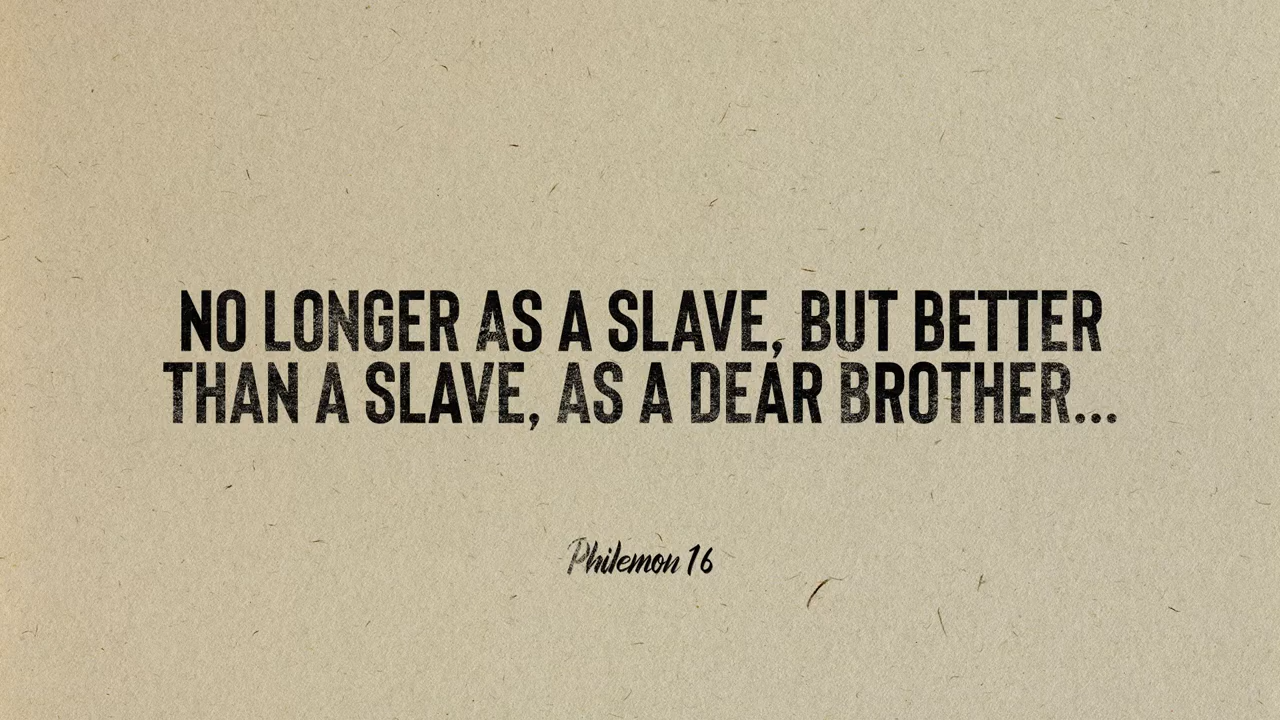 NO LONGER AS A SLAVE, BUT BETTER
THAN A SLAVE, AS A DEAR BROTHER...
Philemon 16